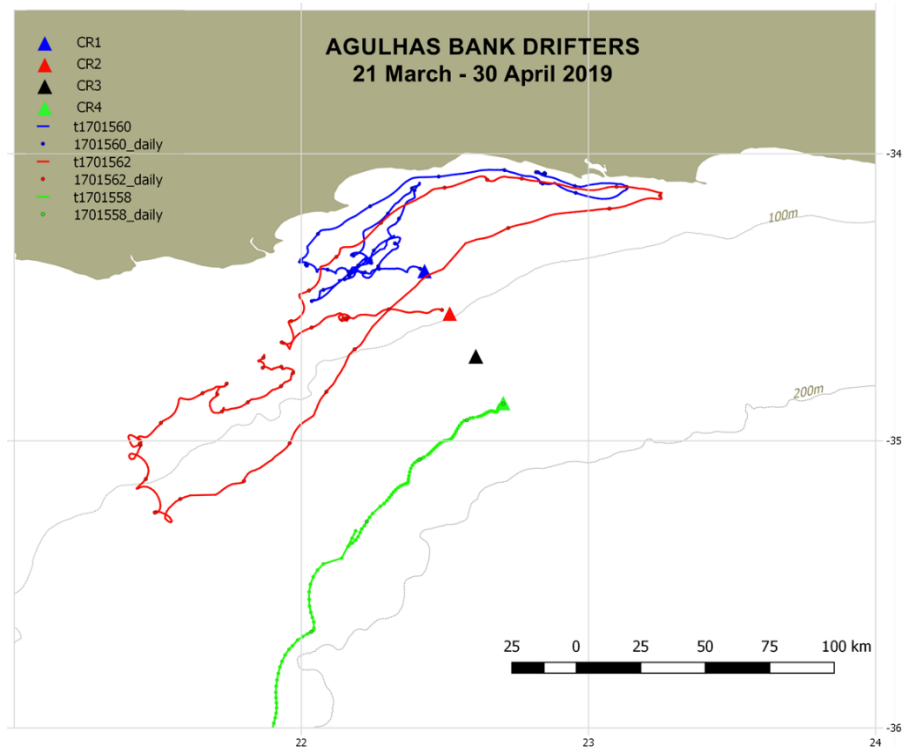 AGULHAS BANK DRIFTERS
21 March - 30 April 2019
CR1
CR2
CR3
CR4
t1701560
1701560_daily
t1701562
1701562_daily
t1701558
1701558_daily
-34
100m
200m
-35
25 0 25 50 75 100 km
-36
22 23 24